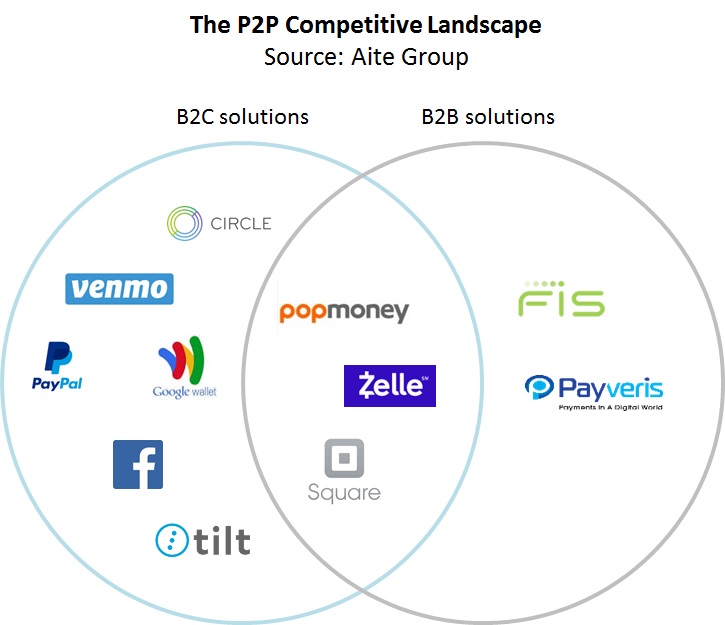 The P2P Competitive Landscape
Source: Aite Group
B2C solutions
B2B solutions
CIRCLE
venmo
Google wallet
PayPal
f
tilt
popmoney
Zelle
SM
Square
FIS
Payveris
Payments In A Digital World